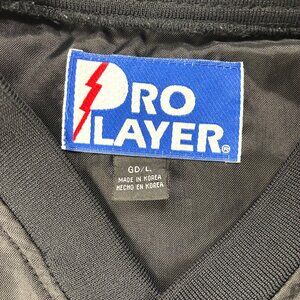 PRO
PLAYER®
GD/L
MADE IN KOREA
HECHO EN KOREA